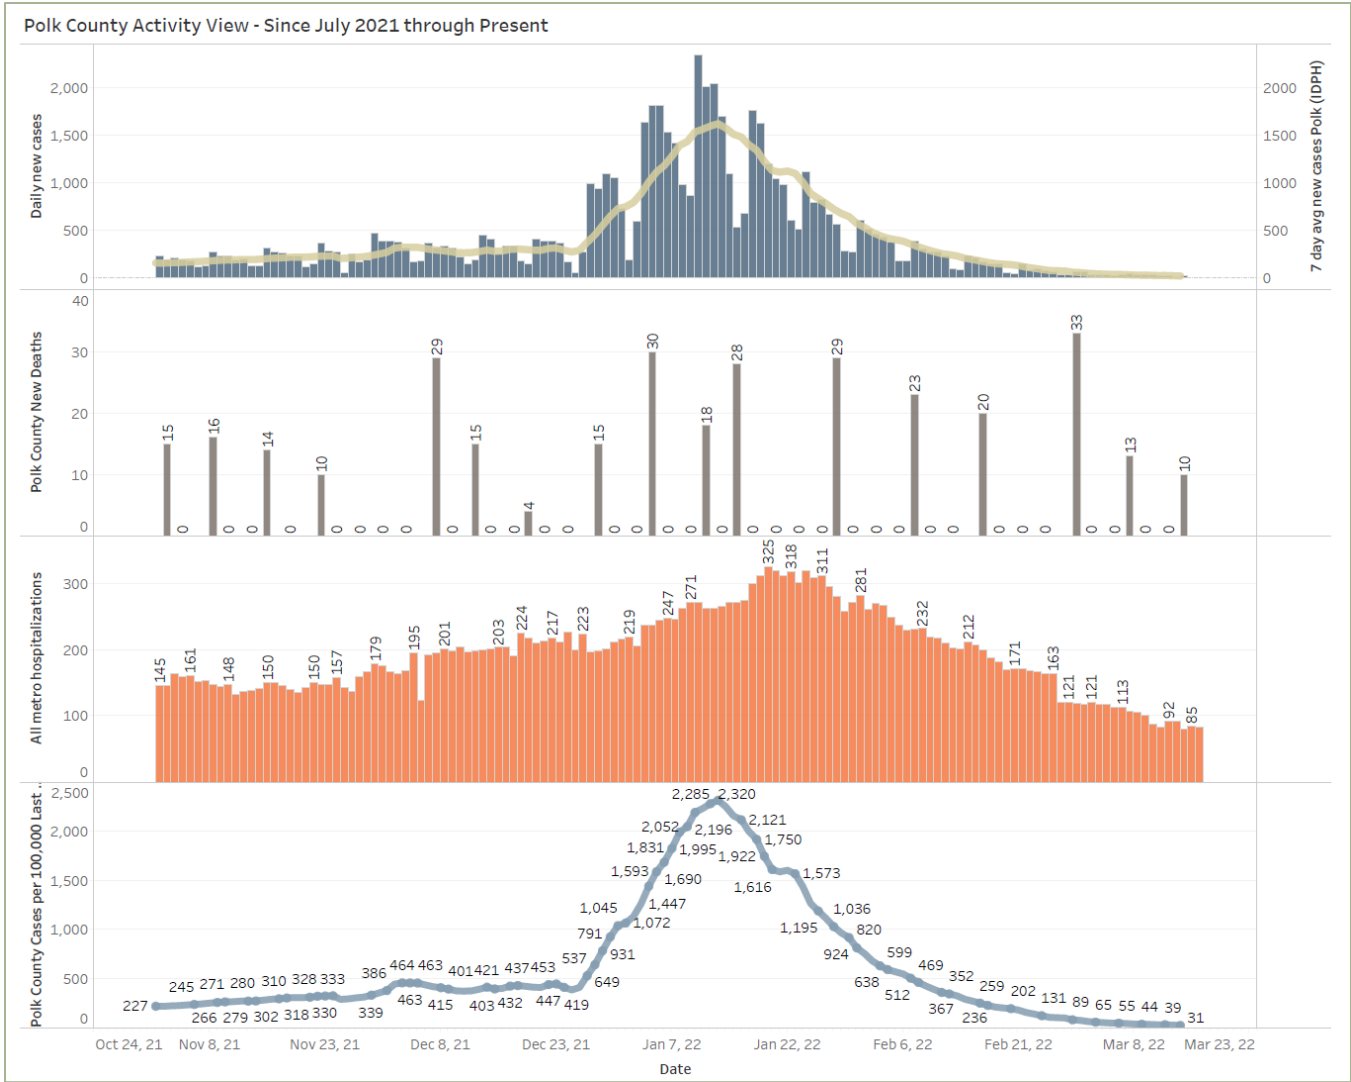 Polk County Activity View - Since July 2021 through Present
Daily new cases
2,000
1,500
1,000
500
0
2000
1500
1000
500
0
7 day avg new cases Polk (IDPH)
Polk County New Deaths
40
30
20
10
0
15 0 16 0 0 14 0 10 0 0 0 0 29 0 15 0 0 4 0 0 15 0 0 30 0 0 18 0 28 0 0 0 0 29 0 0 0 23 0 0 20 0 0 0 33 0 0 13 0 0 10
All metro hospitalizations
300
200
100
0
145 161 148 150 150 157 179 195 201 203 224 217 223 219 247 271 325 318 311 281 232 212 171 163 121 121 113 92 85
Polk County Cases per 100,000 Last ..
2,500
2,000
1,500
1,000
500
0
2,285 2,320
2,052 2,196 2,121
1,831 1,995 1,922 1,750
1,593 1,690 1,616 1,573
1,045 1,447 1,036
791 1,072 1,195 820
537 931 924 599
227 245 271 280 310 328 333 386 464 463 401 421 437 453 649 638 469 352 259 202 131 89 65 55 44 39 31
266 279 302 318 330 339 463 415 403 432 447 419 512 367 236
Oct 24, 21 Nov 8, 21 Nov 23, 21 Dec 8, 21 Dec 23, 21 Jan 7, 22 Jan 22, 22 Feb 6, 22 Feb 21, 22 Mar 8, 22 Mar 23, 22
Date